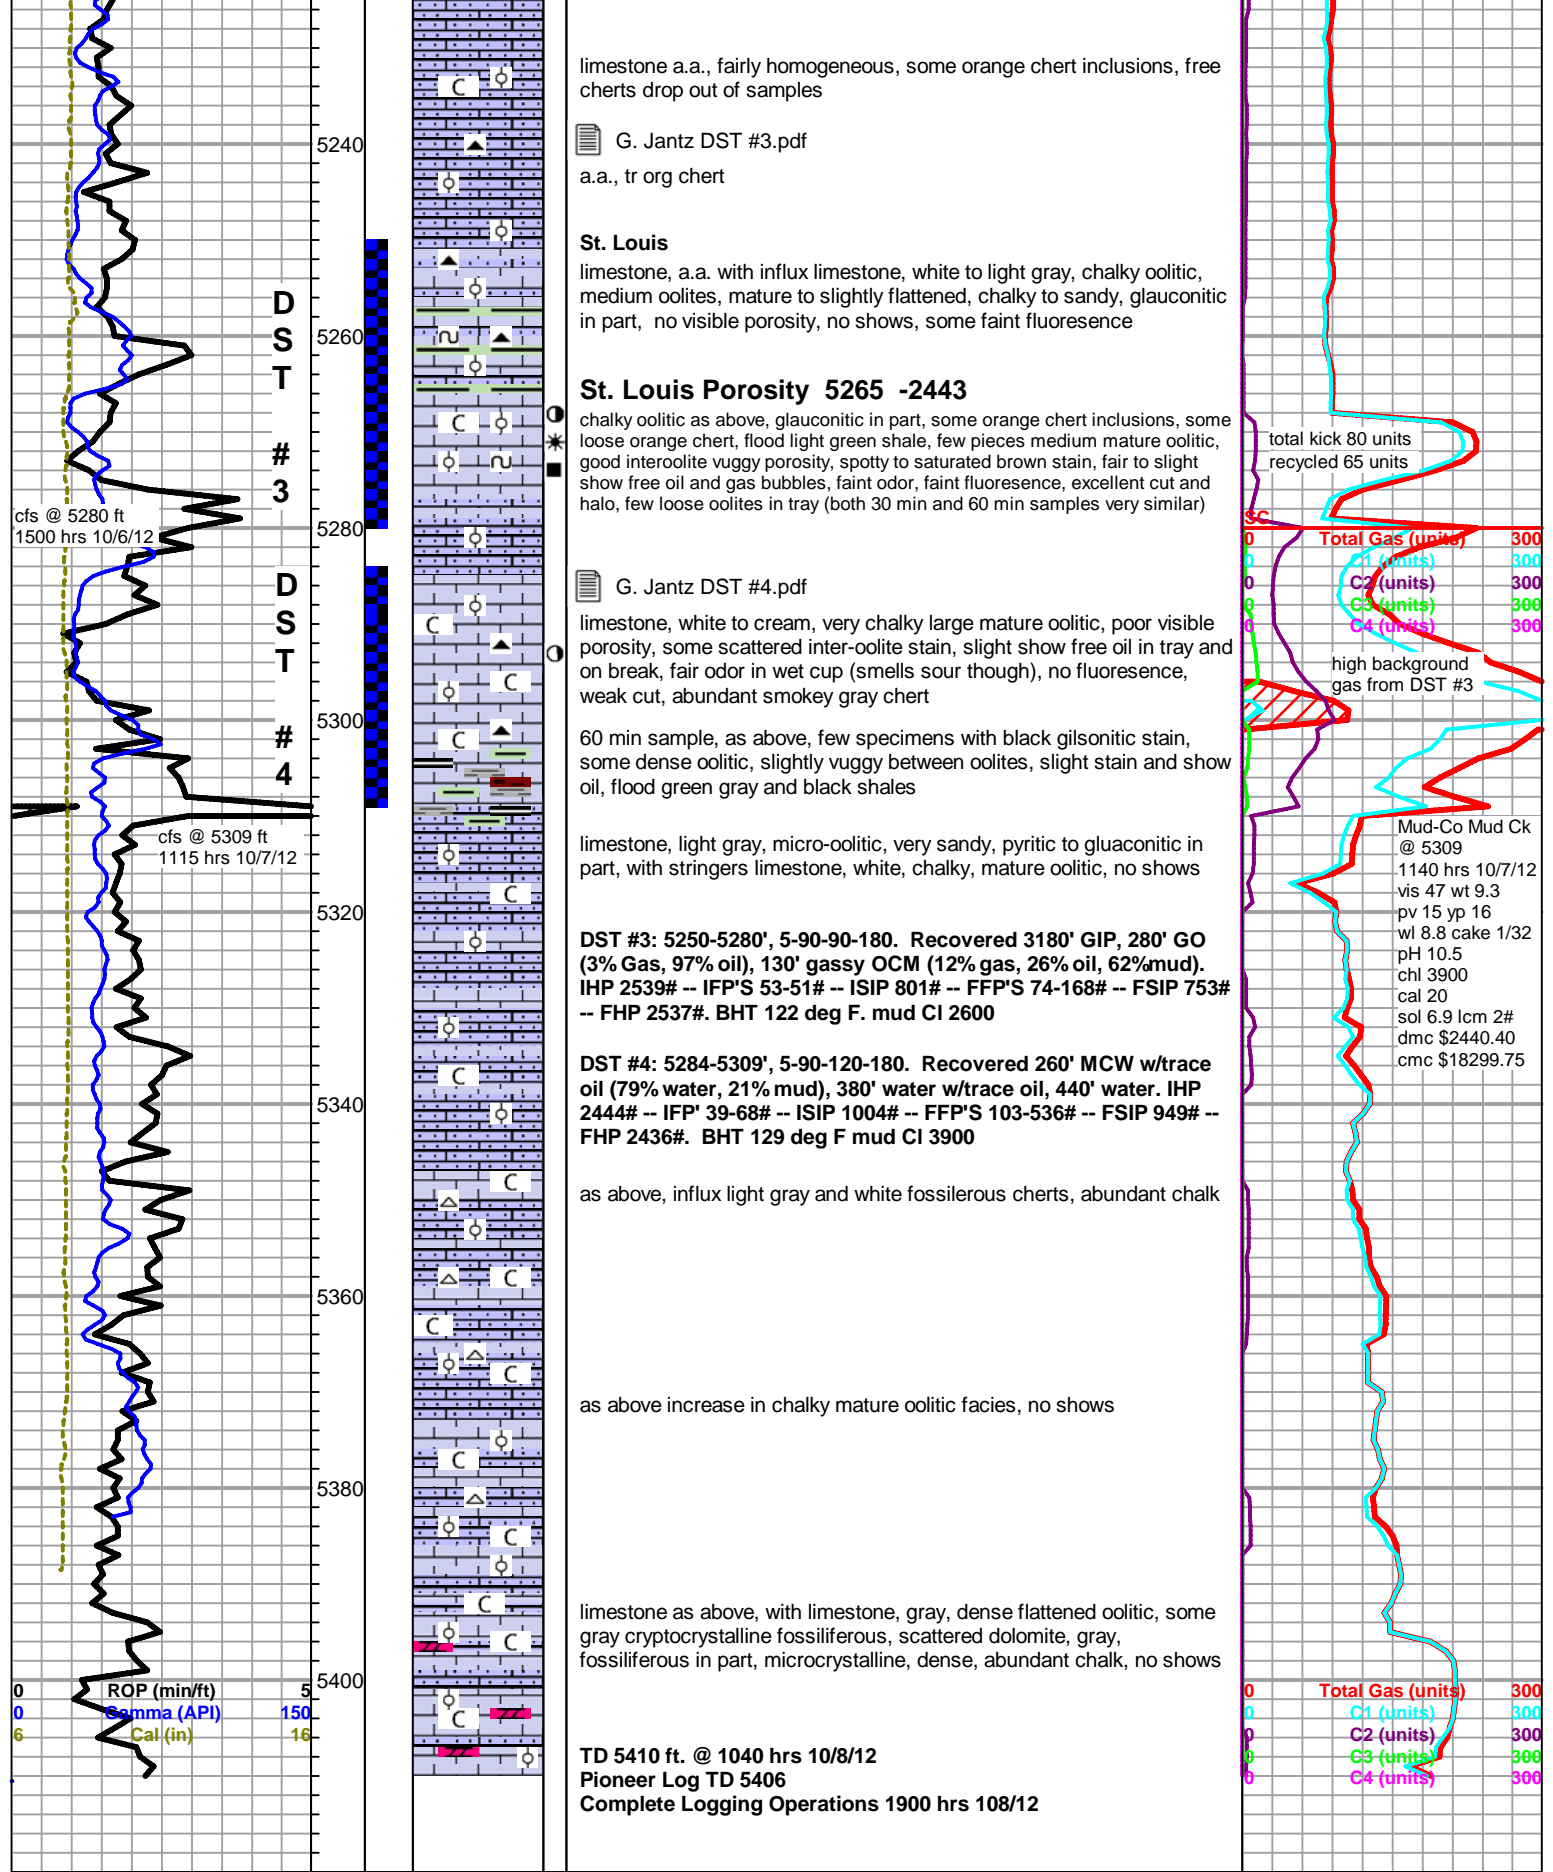 limestone a.a., fairly homogeneous, some orange chert inclusions, free
cherts drop out of samples
5240
G. Jantz DST #3.pdf
a.a., tr org chert
St. Louis
limestone, a.a. with influx limestone, white to light gray, chalky oolitic,
medium oolites, mature to slightly flattened, chalky to sandy, glauconitic
in part,  no visible porosity, no shows, some faint fluoresence
D
S
T
#
3
5260
St. Louis Porosity  5265  -2443
chalky oolitic as above, glauconitic in part, some orange chert inclusions, some
loose orange chert, flood light green shale, few pieces medium mature oolitic,
good interoolite vuggy porosity, spotty to saturated brown stain, fair to slight
show free oil and gas bubbles, faint odor, faint fluoresence, excellent cut and
halo, few loose oolites in tray (both 30 min and 60 min samples very similar)
total kick 80 units
recycled 65 units
cfs @ 5280 ft
1500 hrs 10/6/12
5280
SC
0 Total Gas (units) 300
0 C1 (units) 300
0 C2 (units) 300
0 C3 (units) 300
0 C4 (units) 300
D
S
T
#
4
G. Jantz DST #4.pdf
limestone, white to cream, very chalky large mature oolitic, poor visible
porosity, some scattered inter-oolite stain, slight show free oil in tray and
on break, fair odor in wet cup (smells sour though), no fluoresence,
weak cut, abundant smokey gray chert
high background
gas from DST #3
5300
60 min sample, as above, few specimens with black gilsonitic stain,
some dense oolitic, slightly vuggy between oolites, slight stain and show
oil, flood green gray and black shales
cfs @ 5309 ft
1115 hrs 10/7/12
limestone, light gray, micro-oolitic, very sandy, pyritic to gluaconitic in
part, with stringers limestone, white, chalky, mature oolitic, no shows
Mud-Co Mud Ck
@ 5309
1140 hrs 10/7/12
vis 47 wt 9.3
pv 15 yp 16
wl 8.8 cake 1/32
pH 10.5
chl 3900
cal 20
sol 6.9 lcm 2#
dmc $2440.40
cmc $18299.75
5320
DST #3: 5250-5280', 5-90-90-180.  Recovered 3180' GIP, 280' GO
(3% Gas, 97% oil), 130' gassy OCM (12% gas, 26% oil, 62%mud).
IHP 2539# -- IFP'S 53-51# -- ISIP 801# -- FFP'S 74-168# -- FSIP 753#
-- FHP 2537#. BHT 122 deg F. mud Cl 2600
DST #4: 5284-5309', 5-90-120-180.  Recovered 260' MCW w/trace
oil (79% water, 21% mud), 380' water w/trace oil, 440' water. IHP
2444# -- IFP' 39-68# -- ISIP 1004# -- FFP'S 103-536# -- FSIP 949# --
FHP 2436#.  BHT 129 deg F mud Cl 3900
5340
as above, influx light gray and white fossilerous cherts, abundant chalk
5360
as above increase in chalky mature oolitic facies, no shows
5380
limestone as above, with limestone, gray, dense flattened oolitic, some
gray cryptocrystalline fossiliferous, scattered dolomite, gray,
fossiliferous in part, microcrystalline, dense, abundant chalk, no shows
5400
0 ROP (min/ft) 5
0 Gamma (API) 150
6 Cal (in) 16
0 Total Gas (units) 300
0 C1 (units) 300
0 C2 (units) 300
0 C3 (units) 300
0 C4 (units) 300
TD 5410 ft. @ 1040 hrs 10/8/12
Pioneer Log TD 5406
Complete Logging Operations 1900 hrs 108/12